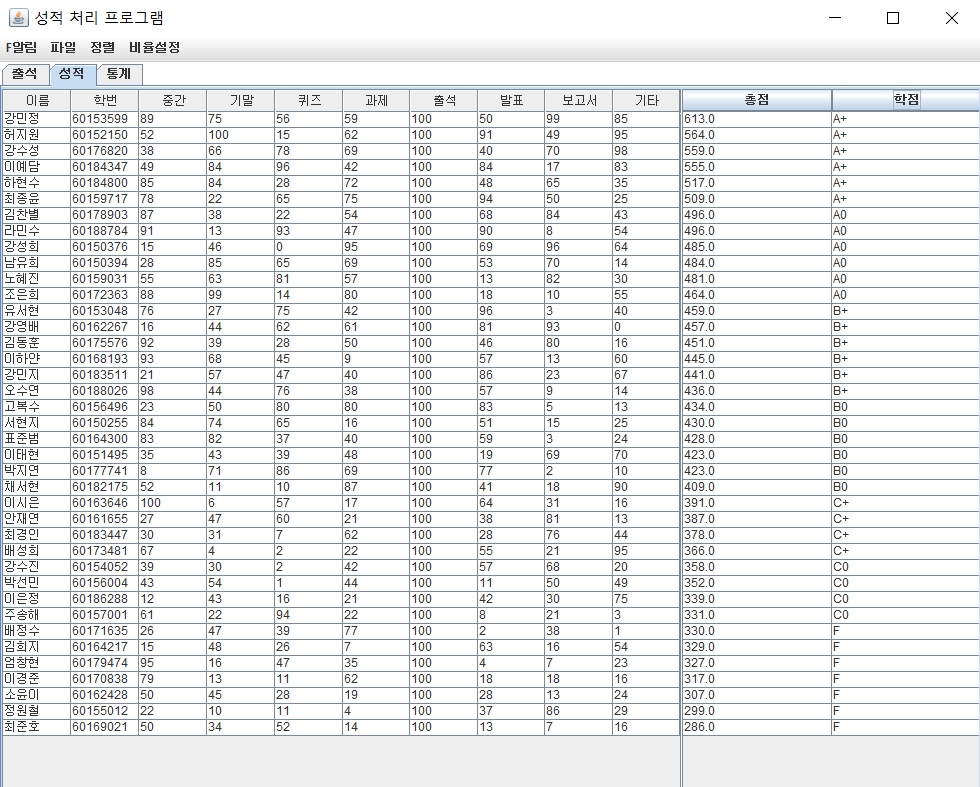 성적 처리 프로그램
F알림 파일 정렬 비율설정
출석 성적 통계
이름 학번 중간 기말 퀴즈 과제 출석 발표 보고서 기타 총점 학점
강민정 60153599 89 75 56 59 100 50 99 85 613.0 A+
허지원 60152150 52 100 15 62 100 91 49 95 564.0 A+
강수성 60176820 38 66 78 69 100 40 70 98 559.0 A+
이예담 60184347 49 84 96 42 100 84 17 83 555.0 A+
하현수 60184800 85 84 28 72 100 48 65 35 517.0 A+
최종윤 60159717 78 22 65 75 100 94 50 25 509.0 A+
김찬별 60178903 87 38 22 54 100 68 84 43 496.0 A0
라민수 60188784 91 13 93 47 100 90 8 54 496.0 A0
강성희 60150376 15 46 0 95 100 69 96 64 485.0 A0
남유희 60150394 28 85 65 69 100 53 70 14 484.0 A0
노혜진 60159031 55 63 81 57 100 13 82 30 481.0 A0
조은희 60172363 88 99 14 80 100 18 10 55 464.0 A0
유서현 60153048 76 27 75 42 100 96 3 40 459.0 B+
강영배 60162267 16 44 62 61 100 81 93 0 457.0 B+
김동훈 60175576 92 39 28 50 100 46 80 16 451.0 B+
이하얀 60168193 93 68 45 9 100 57 13 60 445.0 B+
강민지 60183511 21 57 47 40 100 86 23 67 441.0 B+
오수연 60188026 98 44 76 38 100 57 9 14 436.0 B+
고복수 60156496 23 50 80 80 100 83 5 13 434.0 B0
서현지 60150255 84 74 65 16 100 51 15 25 430.0 B0
표준범 60164300 83 82 37 40 100 59 3 24 428.0 B0
이태현 60151495 35 43 39 48 100 19 69 70 423.0 B0
박지연 60177741 8 71 86 69 100 77 2 10 423.0 B0
채서현 60182175 52 11 10 87 100 41 18 90 409.0 B0
이시은 60163646 100 6 57 17 100 64 31 16 391.0 C+
안재연 60161655 27 47 60 21 100 38 81 13 387.0 C+
최경인 60183447 30 31 7 62 100 28 76 44 378.0 C+
배성희 60173481 67 4 2 22 100 55 21 95 366.0 C+
강수진 60154052 39 30 2 42 100 57 68 20 358.0 C0
박선민 60156004 43 54 1 44 100 11 50 49 352.0 C0
이은정 60186288 12 43 16 21 100 42 30 75 339.0 C0
주송해 60157001 61 22 94 22 100 8 21 3 331.0 C0
배정수 60171635 26 47 39 77 100 2 38 1 330.0 F
김희지 60164217 15 48 26 7 100 63 16 54 329.0 F
엄창현 60179474 95 16 47 35 100 4 7 23 327.0 F
이경준 60170838 79 13 11 62 100 18 18 16 317.0 F
소윤이 60162428 50 45 28 19 100 28 13 24 307.0 F
정원철 60155012 22 10 11 4 100 37 86 29 299.0 F
최준호 60169021 50 34 52 14 100 13 7 16 286.0 F